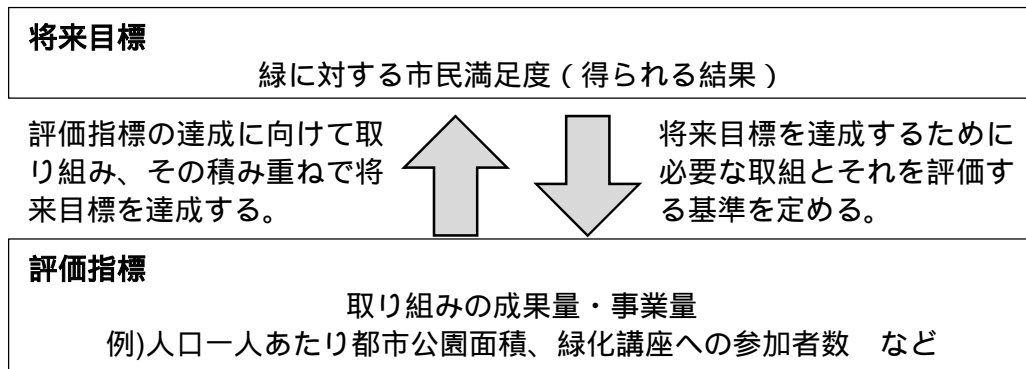 将来目標
緑に対する市民満足度(得られる結果)
評価指標の達成に向けて取
り組み、その積み重ねで将
来目標を達成する。
将来目標を達成するために
必要な取組とそれを評価す
る基準を定める。
評価指標
取り組みの成果量・事業量
例)人口一人あたり都市公園面積、緑化講座への参加者数 など